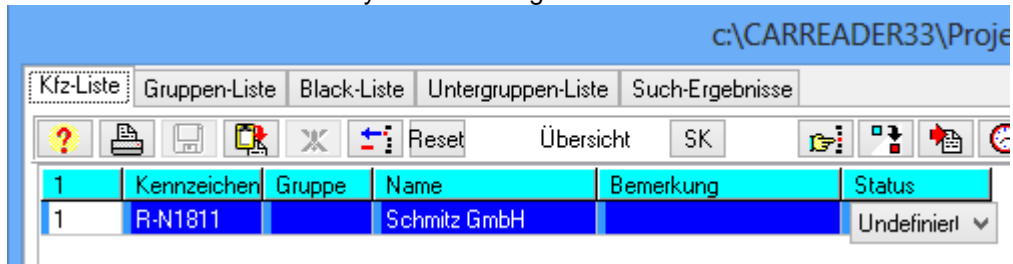 c:\CARREADER33\Proje
Kfz-Liste Gruppen-Liste Black-Liste Untergruppen-Liste Such-Ergebnisse
? Reset Übersicht SK
1 Kennzeichen Gruppe Name Bemerkung Status
1 R-N1811 Schmitz GmbH Undefiniert